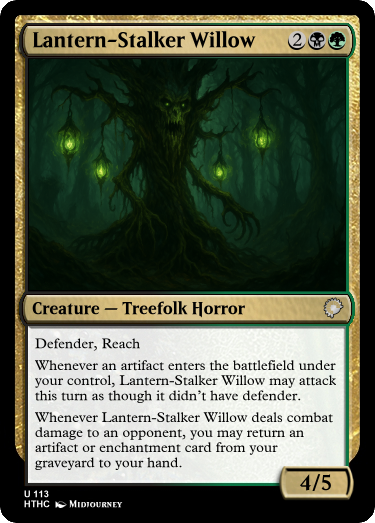 Lantern-Stalker Willow 2
Creature — Treefolk Horror
Defender, Reach
Whenever an artifact enters the battlefield under
your control, Lantern-Stalker Willow may attack
this turn as though it didn't have defender.
Whenever Lantern-Stalker Willow deals combat
damage to an opponent, you may return an
artifact or enchantment card from your
graveyard to your hand.
4/5
U 113
HTHC Midjourney